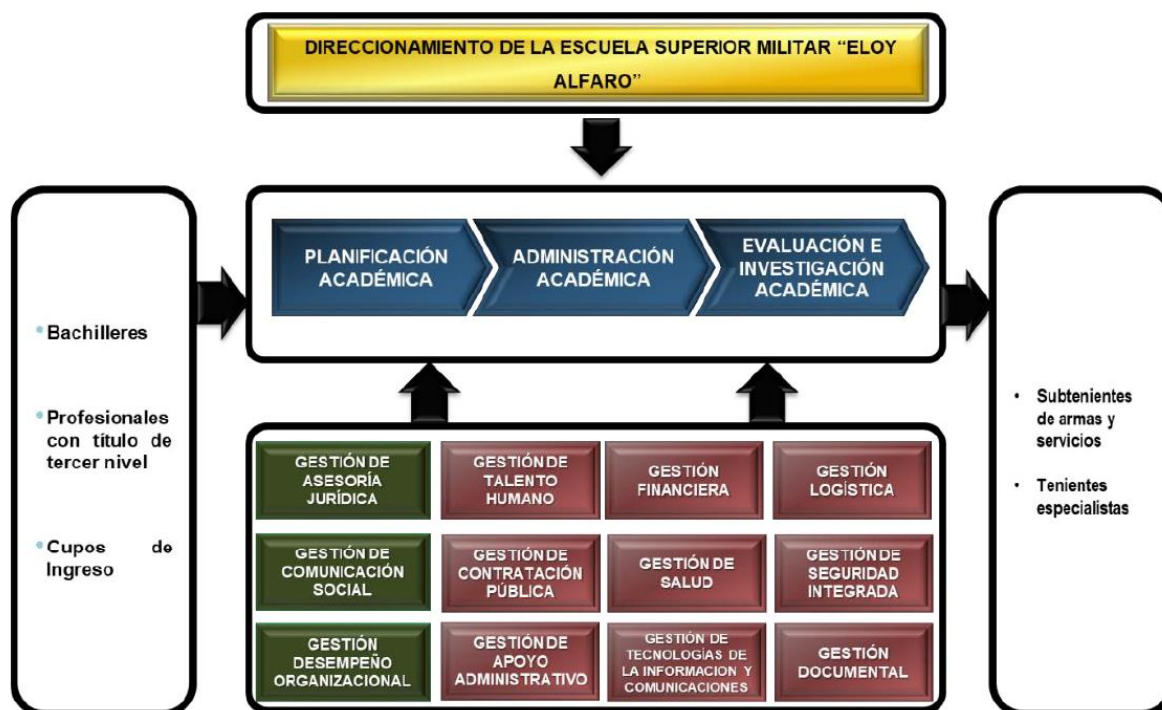 DIRECCIONAMIENTO DE LA ESCUELA SUPERIOR MILITAR “ELOY
ALFARO”
Bachilleres
Profesionales
con título de
tercer nivel
Cupos de
Ingreso
PLANIFICACIÓN
ACADÉMICA
ADMINISTRACIÓN
ACADÉMICA
EVALUACIÓN E
INVESTIGACIÓN
ACADÉMICA
GESTIÓN DE
ASESORÍA
JURÍDICA
GESTIÓN DE
TALENTO
HUMANO
GESTIÓN
FINANCIERA
GESTIÓN
LOGÍSTICA
GESTIÓN DE
COMUNICACIÓN
SOCIAL
GESTIÓN DE
CONTRATACIÓN
PÚBLICA
GESTIÓN DE
SALUD
GESTIÓN DE
SEGURIDAD
INTEGRADA
GESTIÓN
DESEMPEÑO
ORGANIZACIONAL
GESTIÓN DE
APOYO
ADMINISTRATIVO
GESTIÓN DE
TECNOLOGÍAS DE
LA INFORMACION Y
COMUNICACIONES
GESTIÓN
DOCUMENTAL
Subtenientes
de armas y
servicios
Tenientes
especialistas